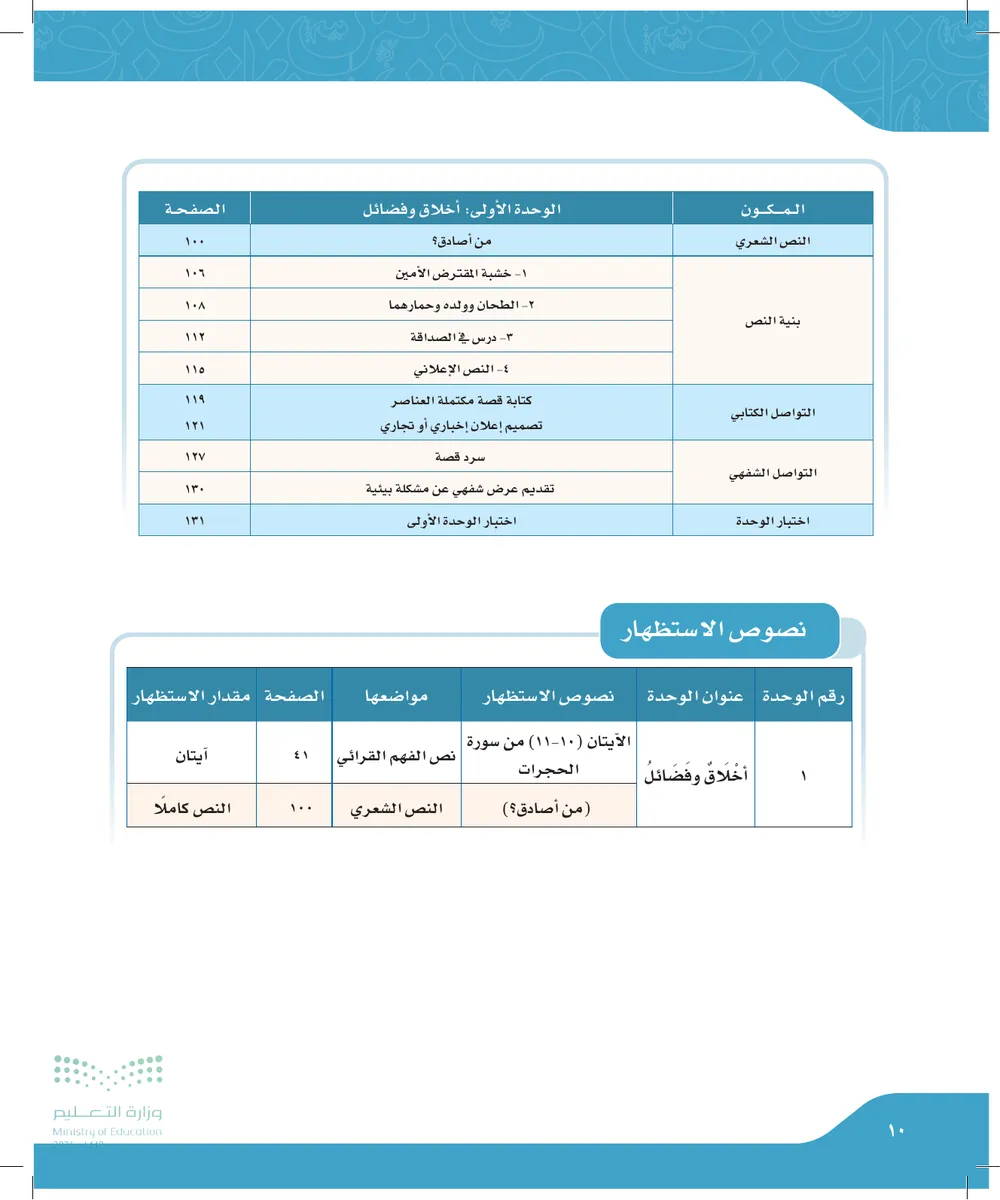 المـــكـــون الوحدة الأولى: أخلاق وفضائل الصـفـحـة
النص الشعري من أصادق؟ ١٠٠
بنية النص
١- خشبة المقترض الأمين ١٠٦
٢- الطحان وولده وحمارهما ١٠٨
٣- درس في الصداقة ١١٢
٤- النص الإعلاني ١١٥
التواصل الكتابي
كتابة قصة مكتملة العناصر ١١٩
تصميم إعلان إخباري أو تجاري ١٢١
التواصل الشفهي
سرد قصة ١٢٧
تقديم عرض شفهي عن مشكلة بيئية ١٣٠
اختبار الوحدة اختبار الوحدة الأولى ١٣١
نصوص الاستظهار
رقم الوحدة عنوان الوحدة نصوص الاستظهار مواضعها الصفحة مقدار الاستظهار
١ أخْلَاقٌ وفَضَائلُ
الآيتان (١٠-١١) من سورة
الحجرات
نص الفهم القرائي ٤١ آيتان
(من أصادق؟) النص الشعري ١٠٠ النص كاملًا
وزارة التعـــليم
Ministry of Education
١٠